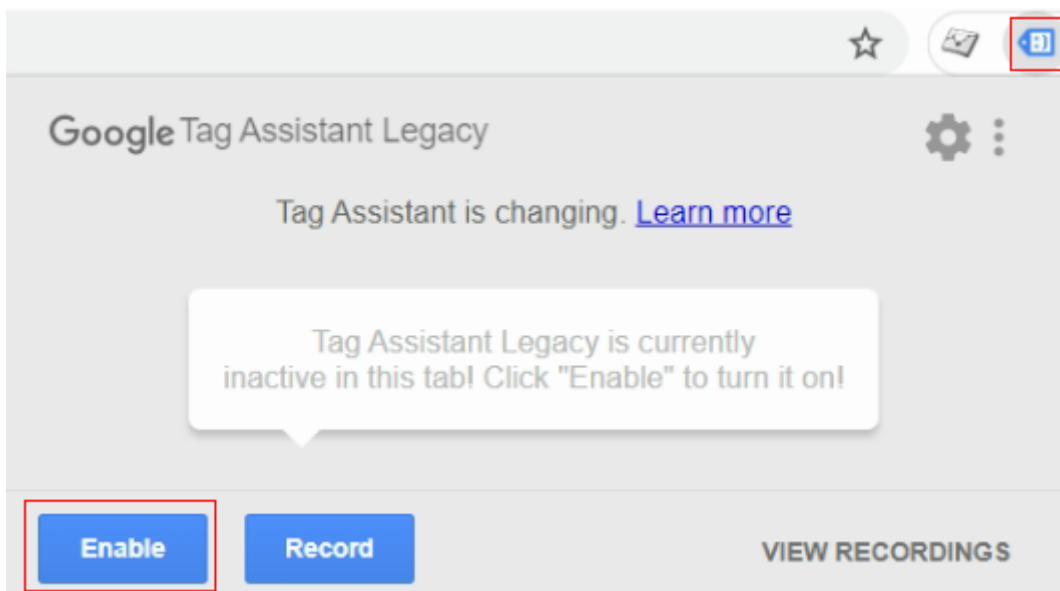 Google Tag Assistant Legacy
Tag Assistant is changing. Learn more
Tag Assistant Legacy is currently
inactive in this tab! Click "Enable" to turn it on!
Enable Record VIEW RECORDINGS